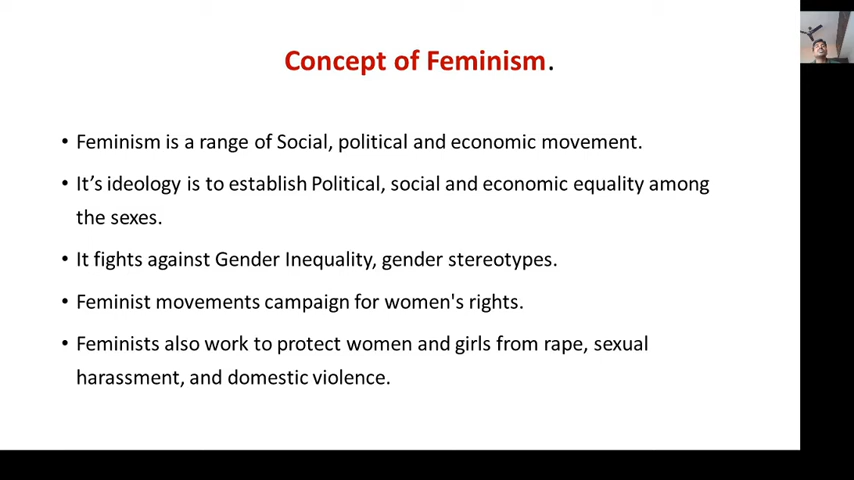 Concept of Feminism.
• Feminism is a range of Social, political and economic movement.
• It’s ideology is to establish Political, social and economic equality among
the sexes.
• It fights against Gender Inequality, gender stereotypes.
• Feminist movements campaign for women's rights.
• Feminists also work to protect women and girls from rape, sexual
harassment, and domestic violence.